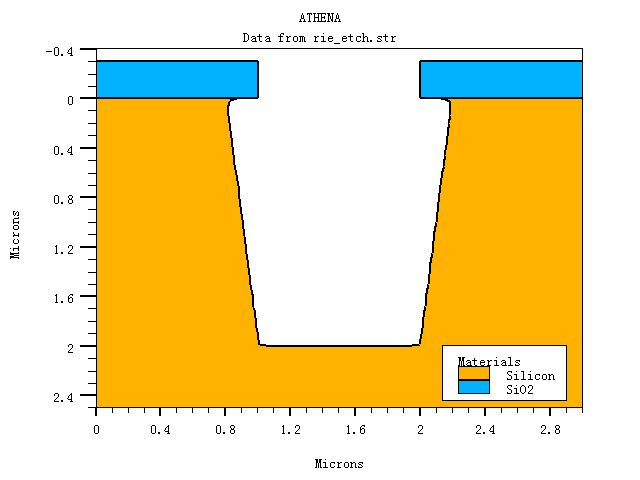 ATHENA
Data from rie_etch.str
-0.4
0
0.4
0.8
1.2
1.6
2
2.4
Microns
Materials
Silicon
SiO2
0 0.4 0.8 1.2 1.6 2 2.4 2.8
Microns